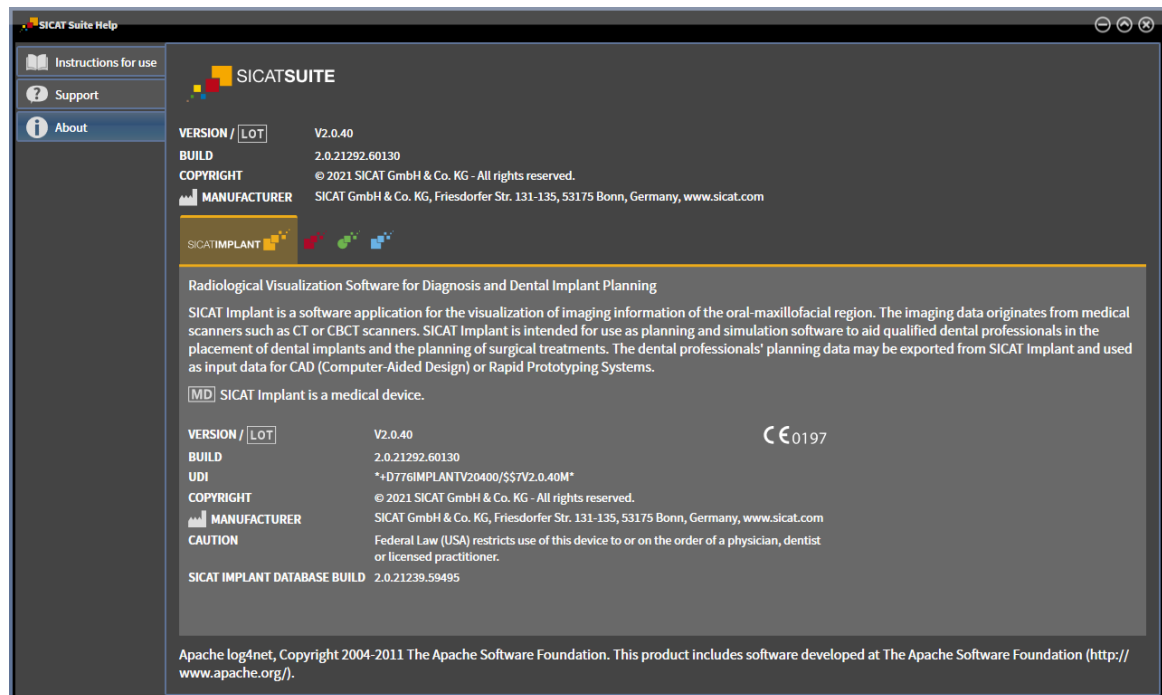 SICAT Suite Help
Instructions for use
Support
About
SICATSUITE
VERSION / LOT V2.0.40
BUILD 2.0.21292.60130
COPYRIGHT © 2021 SICAT GmbH & Co. KG - All rights reserved.
MANUFACTURER SICAT GmbH & Co. KG, Friesdorfer Str. 131-135, 53175 Bonn, Germany, www.sicat.com
SICATIMPLANT
Radiological Visualization Software for Diagnosis and Dental Implant Planning
SICAT Implant is a software application for the visualization of imaging information of the oral-maxillofacial region. The imaging data originates from medical
scanners such as CT or CBCT scanners. SICAT Implant is intended for use as planning and simulation software to aid qualified dental professionals in the
placement of dental implants and the planning of surgical treatments. The dental professionals' planning data may be exported from SICAT Implant and used
as input data for CAD (Computer-Aided Design) or Rapid Prototyping Systems.
MD SICAT Implant is a medical device.
VERSION / LOT V2.0.40 CE0197
BUILD 2.0.21292.60130
UDI *+D776IMPLANTV20400/$$7V2.0.40M*
COPYRIGHT © 2021 SICAT GmbH & Co. KG - All rights reserved.
MANUFACTURER SICAT GmbH & Co. KG, Friesdorfer Str. 131-135, 53175 Bonn, Germany, www.sicat.com
CAUTION Federal Law (USA) restricts use of this device to or on the order of a physician, dentist
or licensed practitioner.
SICAT IMPLANT DATABASE BUILD 2.0.21239.59495
Apache log4net, Copyright 2004-2011 The Apache Software Foundation. This product includes software developed at The Apache Software Foundation (http://
www.apache.org/).